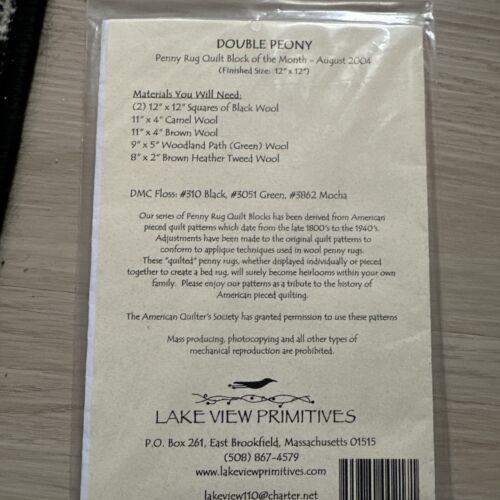 DOUBLE PEONY
Penny Rug Quilt Block of the Month - August 2004
(Finished Size: 12" x 12")
Materials You Will Need:
(2) 12" x 12" Squares of Black Wool
11" x 4" Camel Wool
11" x 4" Brown Wool
9" x 5" Woodland Path (Green) Wool
8" x 2" Brown Heather Tweed Wool
DMC Floss: #310 Black, #3051 Green, #3862 Mocha
Our series of Penny Rug Quilt Blocks has been derived from American
pieced quilt patterns which date from the late 1800's to the 1940's.
Adjustments have been made to the original quilt patterns to
conform to applique techniques used in wool penny rugs.
These "quilted" penny rugs, whether displayed individually or pieced
together to create a bed rug, will surely become heirlooms within your own
family. Please enjoy our patterns as a tribute to the history of
American pieced quilting.
The American Quilter's Society has granted permission to use these patterns
Mass producing, photocopying and all other types of
mechanical reproduction are prohibited.
LAKE VIEW PRIMITIVES
P.O. Box 261, East Brookfield, Massachusetts 01515
(508) 867-4579
www.lakeviewprimitives.com
lakeview110@charter.net